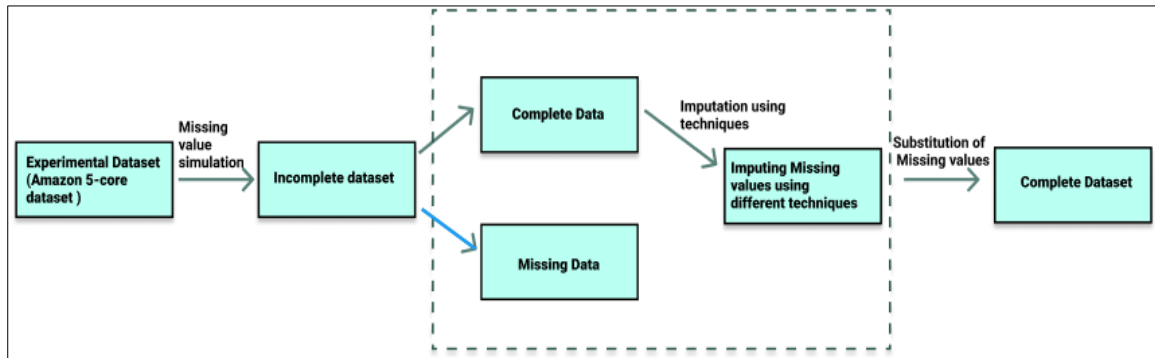 Experimental Dataset
(Amazon 5-core
dataset )
Missing
value
simulation
Incomplete dataset
Complete Data
Missing Data
Imputation using
techniques
Imputing Missing
values using
different techniques
Substitution of
Missing values
Complete Dataset